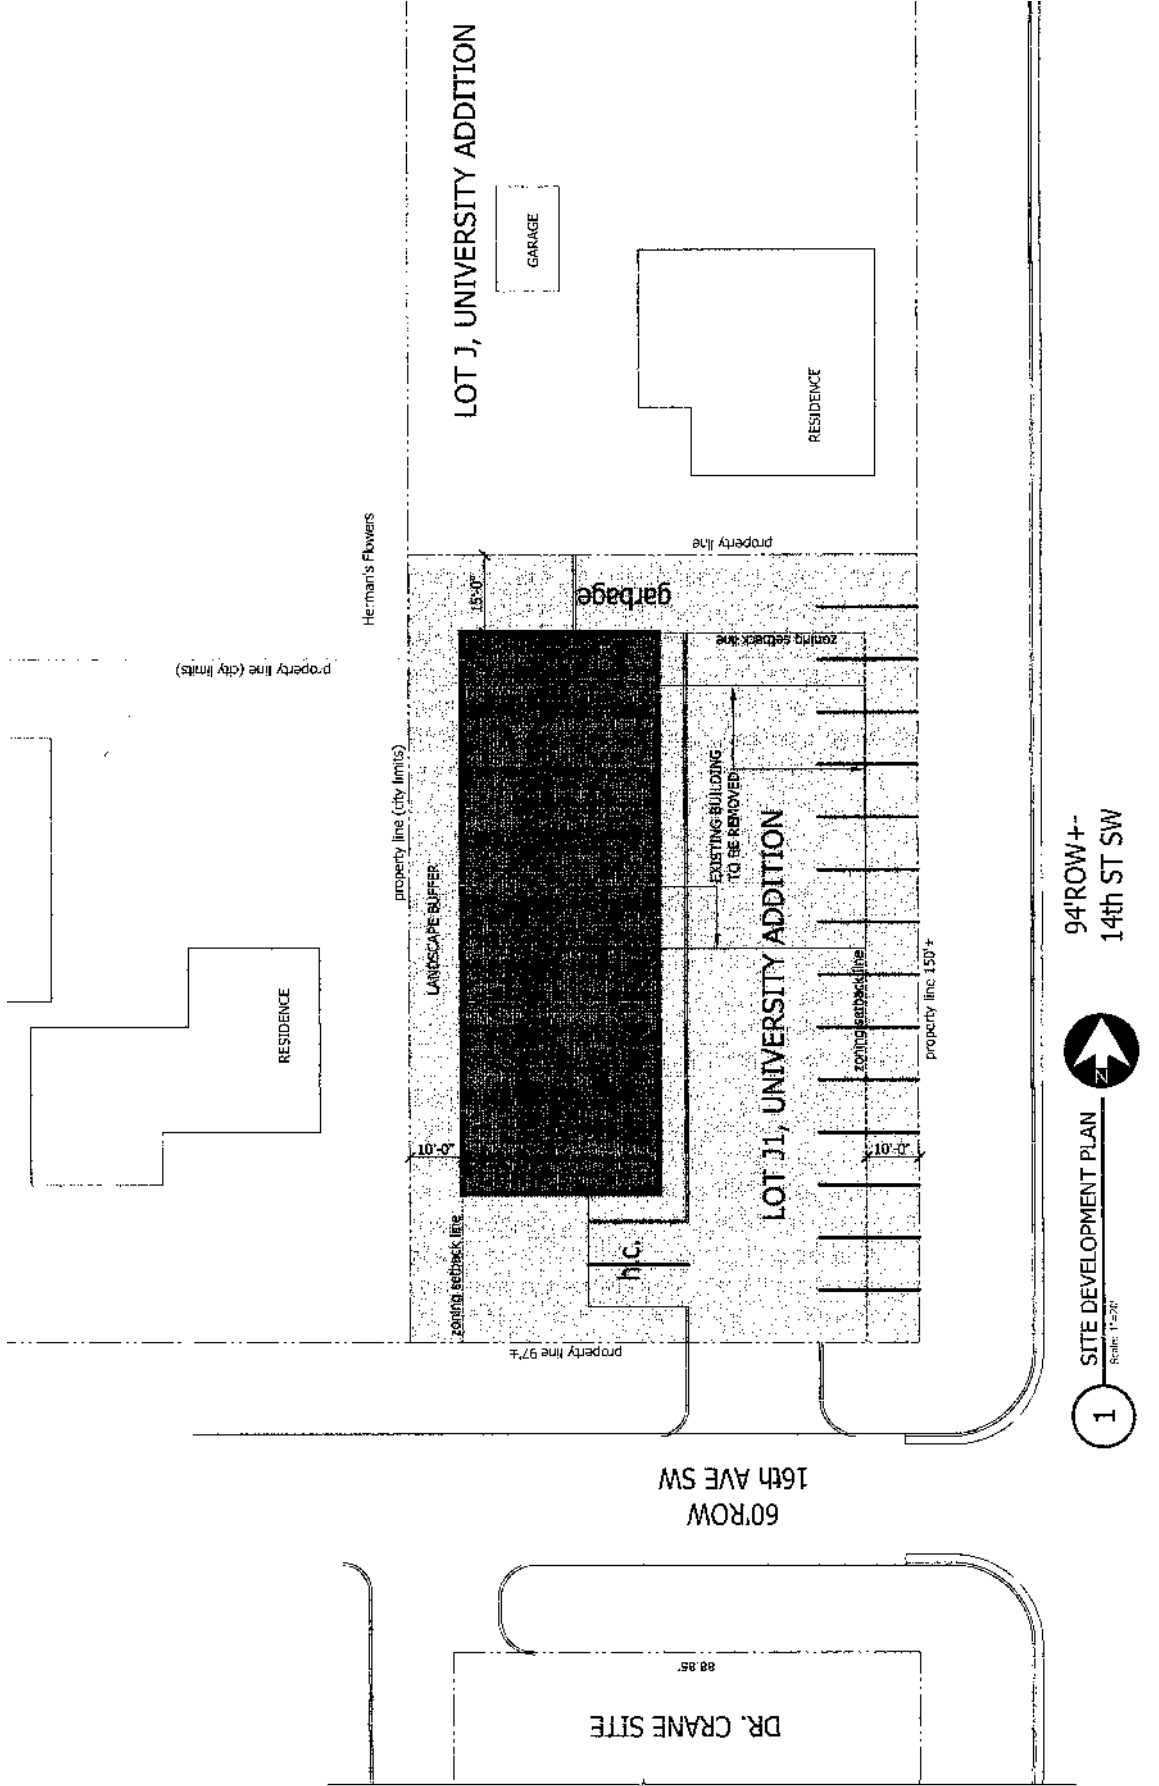 LOT J, UNIVERSITY ADDITION
GARAGE
RESIDENCE
Herman's Flowers
property line (city limits)
property line (city limits)
property line
15'-0"
garbage
zoning setback line
LANDSCAPE BUFFER
EXISTING BUILDING
TO BE REMOVED
RESIDENCE
LOT J1, UNIVERSITY ADDITION
zoning setback line
property line 150'±
10'-0"
10'-0"
zoning setback line
h.c.
property line 97'±
94'ROW+-
14th ST SW
N
SITE DEVELOPMENT PLAN
Scale: 1"=20'
1
16th AVE SW
60'ROW
88.85'
DR. CRANE SITE